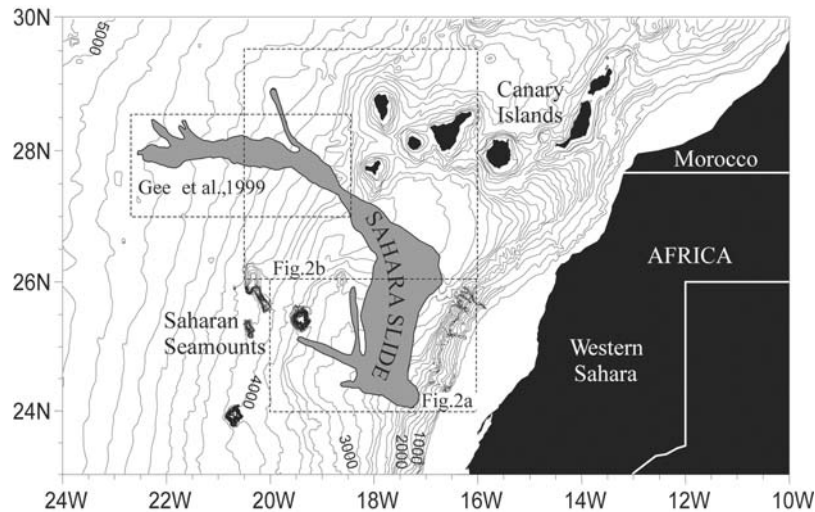 30N
5000
Canary
Islands
28N
Gee et al.,1999
Morocco
SAHARA SLIDE
AFRICA
Fig.2b
26N
Saharan
Seamounts
Western
Sahara
4000
Fig.2a
24N
3000
2000
1000
24W 22W 20W 18W 16W 14W 12W 10W